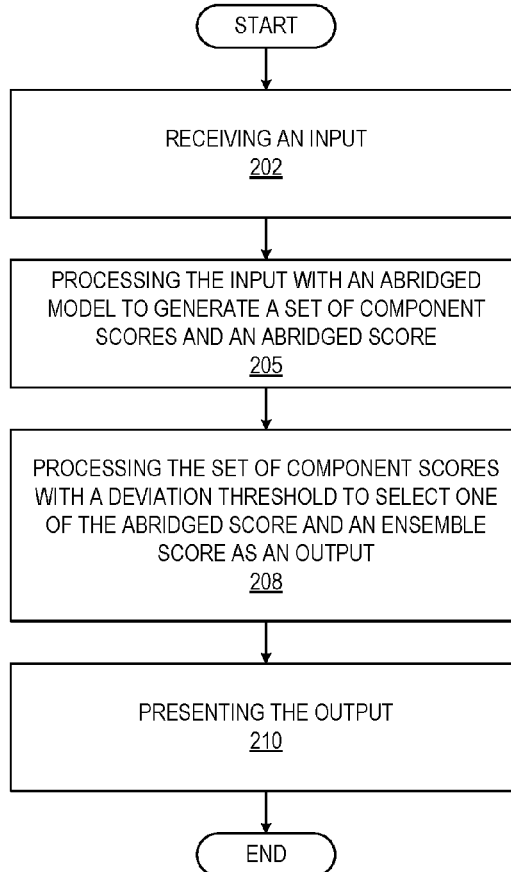 START
RECEIVING AN INPUT
202
PROCESSING THE INPUT WITH AN ABRIDGED
MODEL TO GENERATE A SET OF COMPONENT
SCORES AND AN ABRIDGED SCORE
205
PROCESSING THE SET OF COMPONENT SCORES
WITH A DEVIATION THRESHOLD TO SELECT ONE
OF THE ABRIDGED SCORE AND AN ENSEMBLE
SCORE AS AN OUTPUT
208
PRESENTING THE OUTPUT
210
END